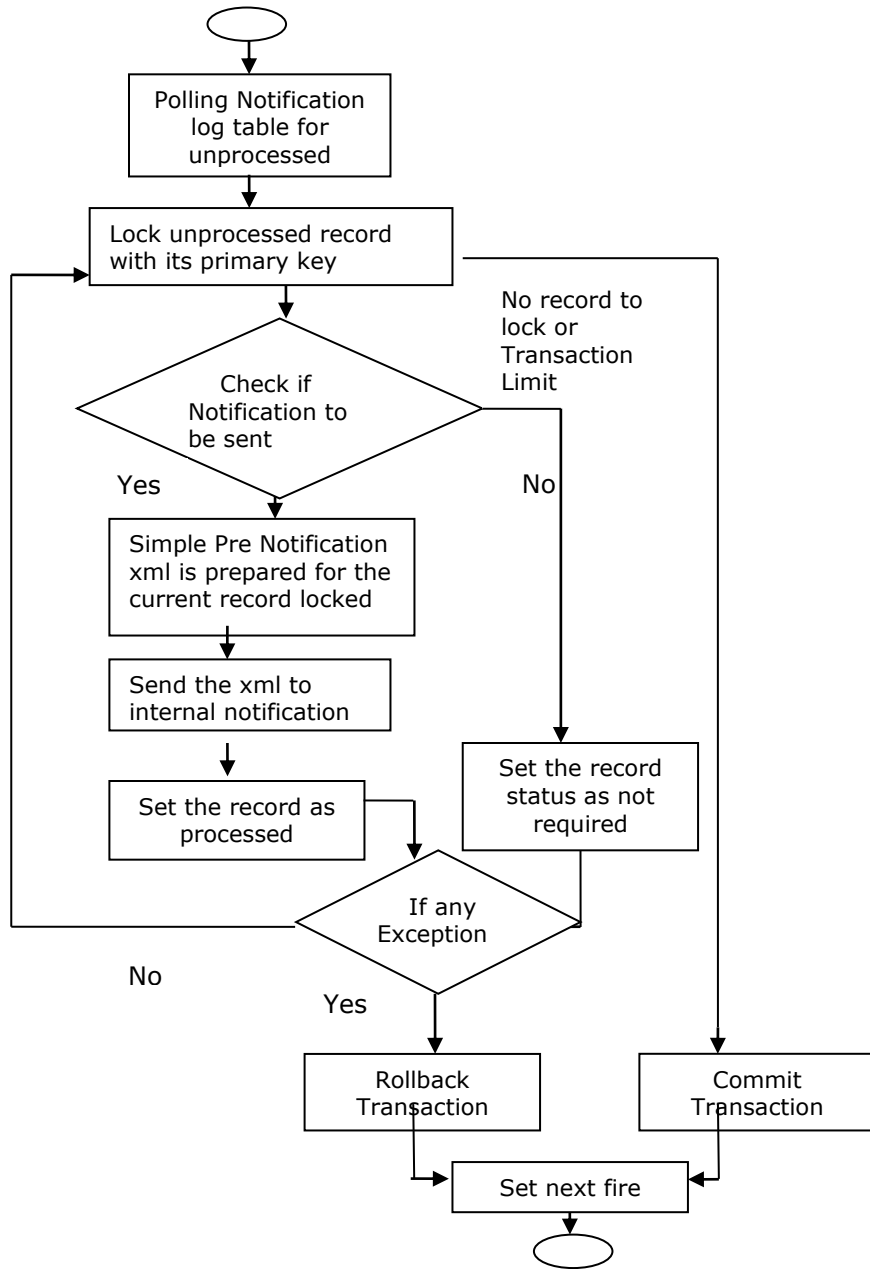 Polling Notification
log table for
unprocessed
Lock unprocessed record
with its primary key
No record to
lock or
Transaction
Limit
Check if
Notification to
be sent
Yes
No
Simple Pre Notification
xml is prepared for the
current record locked
Send the xml to
internal notification
Set the record as
processed
Set the record
status as not
required
If any
Exception
No
Yes
Rollback
Transaction
Commit
Transaction
Set next fire